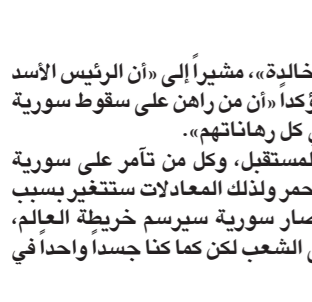 خالدة»، مشيراً إلى «أن الرئيس الأسد
ؤكداً «أن من راهن على سقوط سورية
كل رهاناتهم».
لمستقبل، وكل من تآمر على سورية
حمر ولذلك المعادلات ستتغير بسبب
صار سورية سيرسم خريطة العالم،
الشعب لكن كما كنا جسداً واحداً في